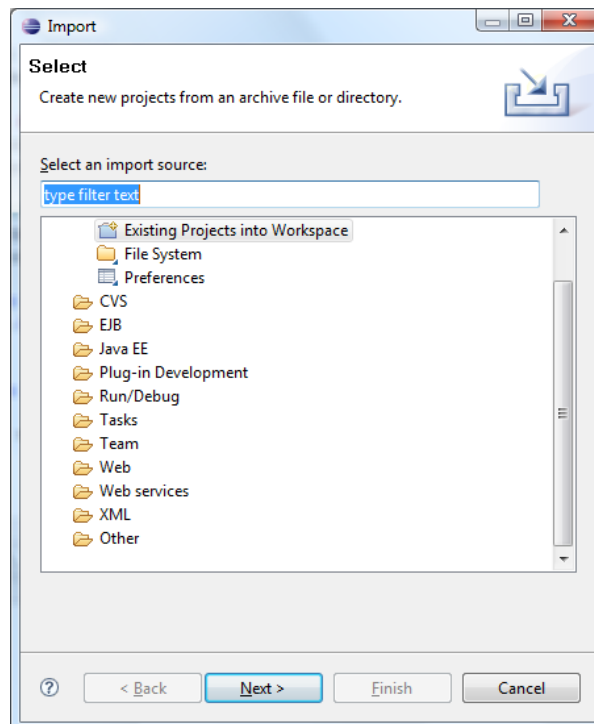 Import
Select
Create new projects from an archive file or directory.
Select an import source:
type filter text
Existing Projects into Workspace
File System
Preferences
CVS
EJB
Java EE
Plug-in Development
Run/Debug
Tasks
Team
Web
Web services
XML
Other
? < Back Next > Finish Cancel